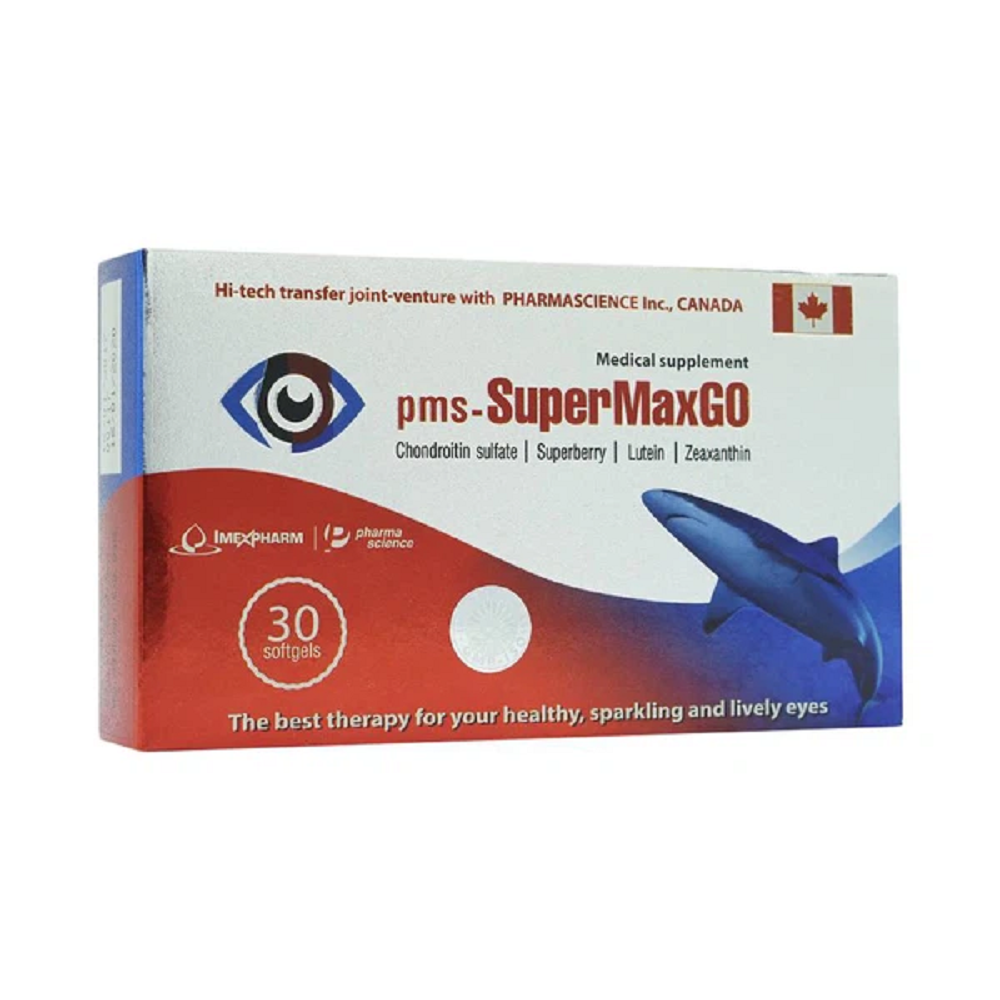 Hi-tech transfer joint-venture with PHARMASCIENCE Inc., CANADA
Medical supplement
pms-SuperMaxGO
Chondroitin sulfate | Superberry | Lutein | Zeaxanthin
IMEXPHARM | pharma
science
30
softgels
The best therapy for your healthy, sparkling and lively eyes